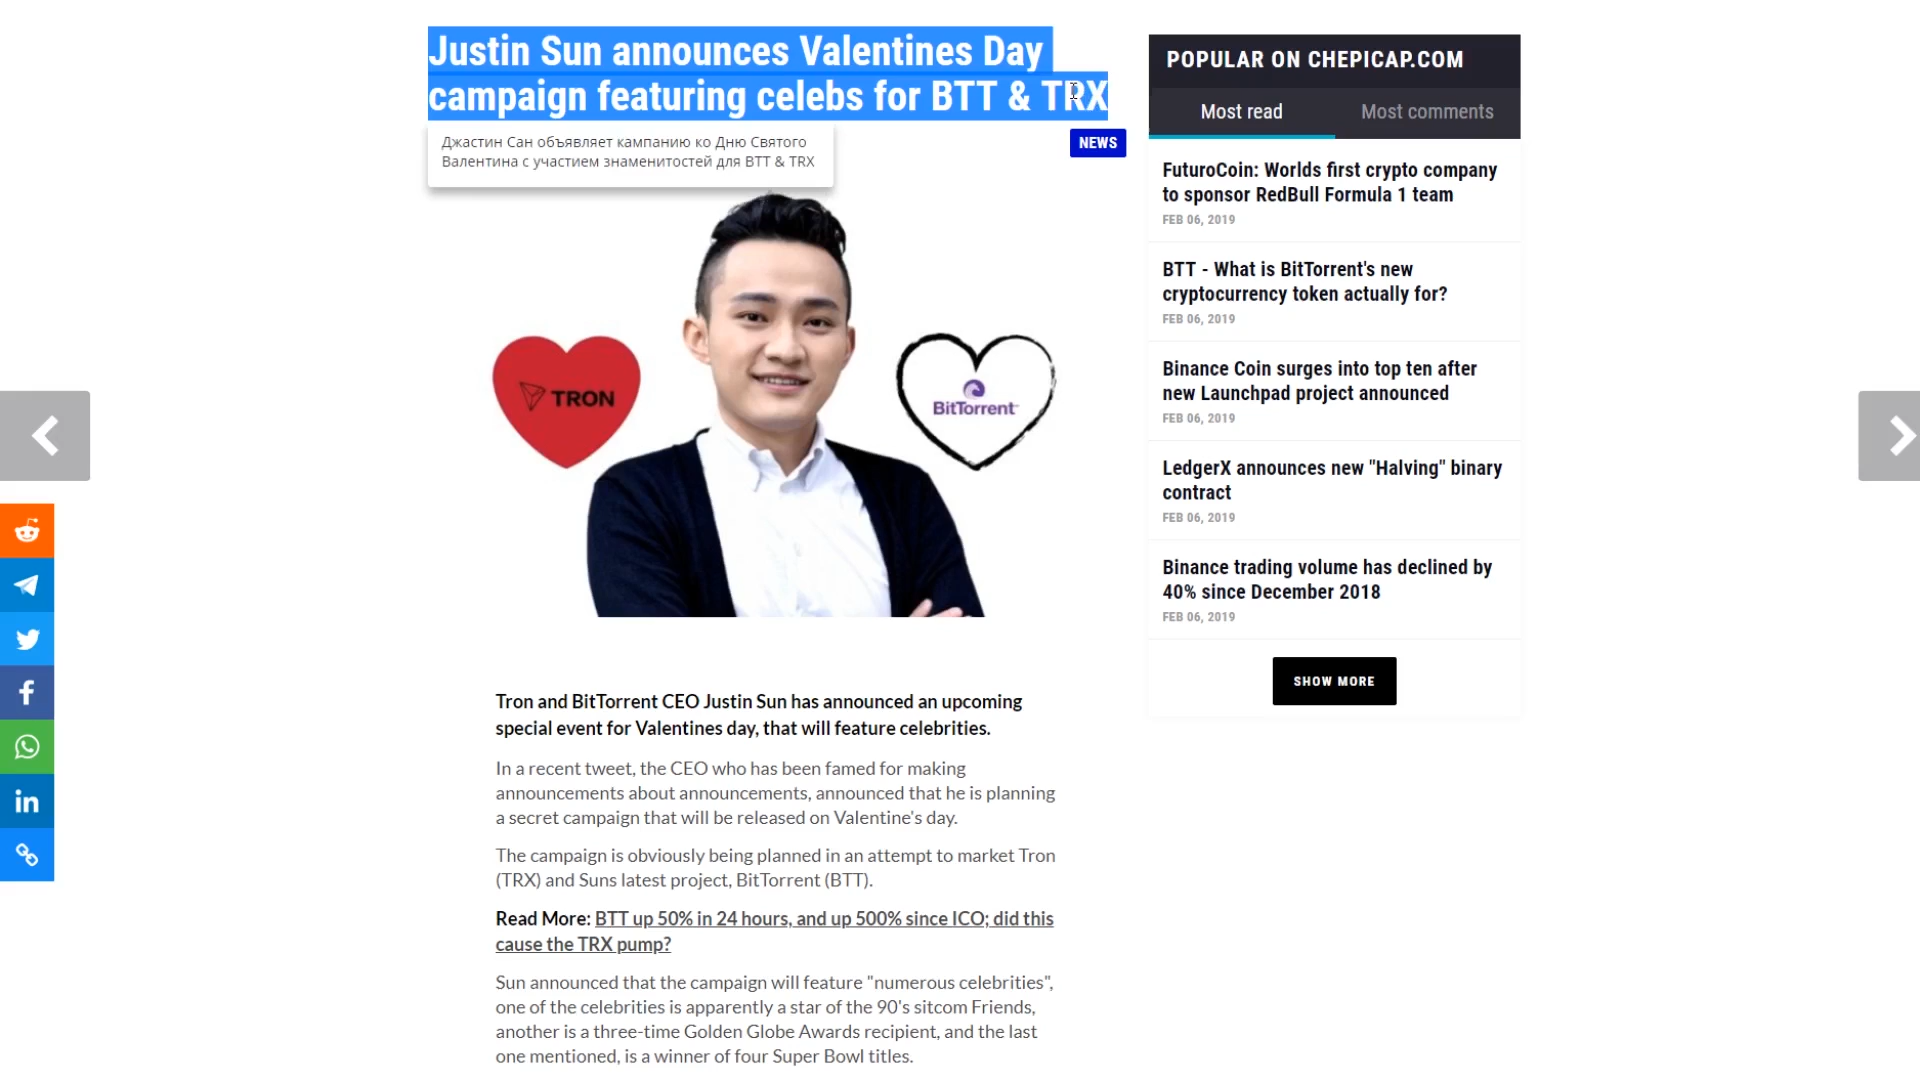 Justin Sun announces Valentines Day
campaign featuring celebs for BTT & TRX
Джастин Сан объявляет кампанию ко Дню Святого
Валентина с участием знаменитостей для BTT & TRX
NEWS
TRON
BitTorrent
Tron and BitTorrent CEO Justin Sun has announced an upcoming
special event for Valentines day, that will feature celebrities.
In a recent tweet, the CEO who has been famed for making
announcements about announcements, announced that he is planning
a secret campaign that will be released on Valentine's day.
The campaign is obviously being planned in an attempt to market Tron
(TRX) and Suns latest project, BitTorrent (BTT).
Read More: BTT up 50% in 24 hours, and up 500% since ICO; did this
cause the TRX pump?
Sun announced that the campaign will feature "numerous celebrities",
one of the celebrities is apparently a star of the 90's sitcom Friends,
another is a three-time Golden Globe Awards recipient, and the last
one mentioned, is a winner of four Super Bowl titles.
POPULAR ON CHEPICAP.COM
Most read Most comments
FuturoCoin: Worlds first crypto company
to sponsor RedBull Formula 1 team
FEB 06, 2019
BTT - What is BitTorrent's new
cryptocurrency token actually for?
FEB 06, 2019
Binance Coin surges into top ten after
new Launchpad project announced
FEB 06, 2019
LedgerX announces new "Halving" binary
contract
FEB 06, 2019
Binance trading volume has declined by
40% since December 2018
FEB 06, 2019
SHOW MORE